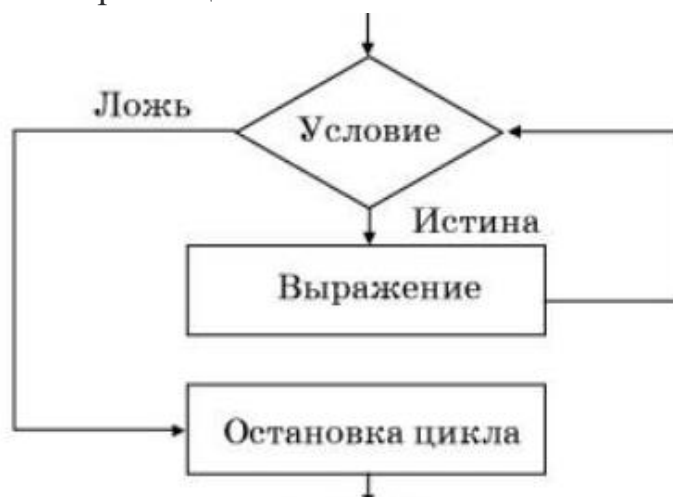 Ложь
Условие
Истина
Выражение
Остановка цикла